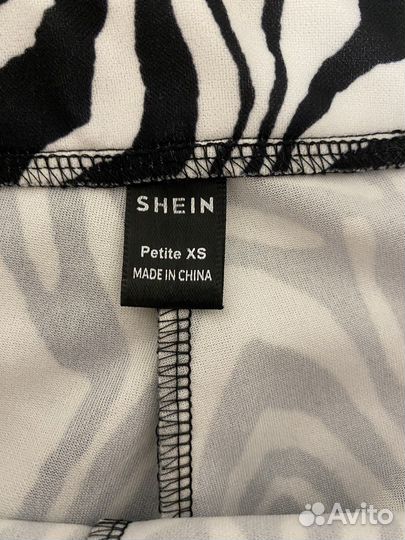 SHEIN
Petite XS
MADE IN CHINA
Avito